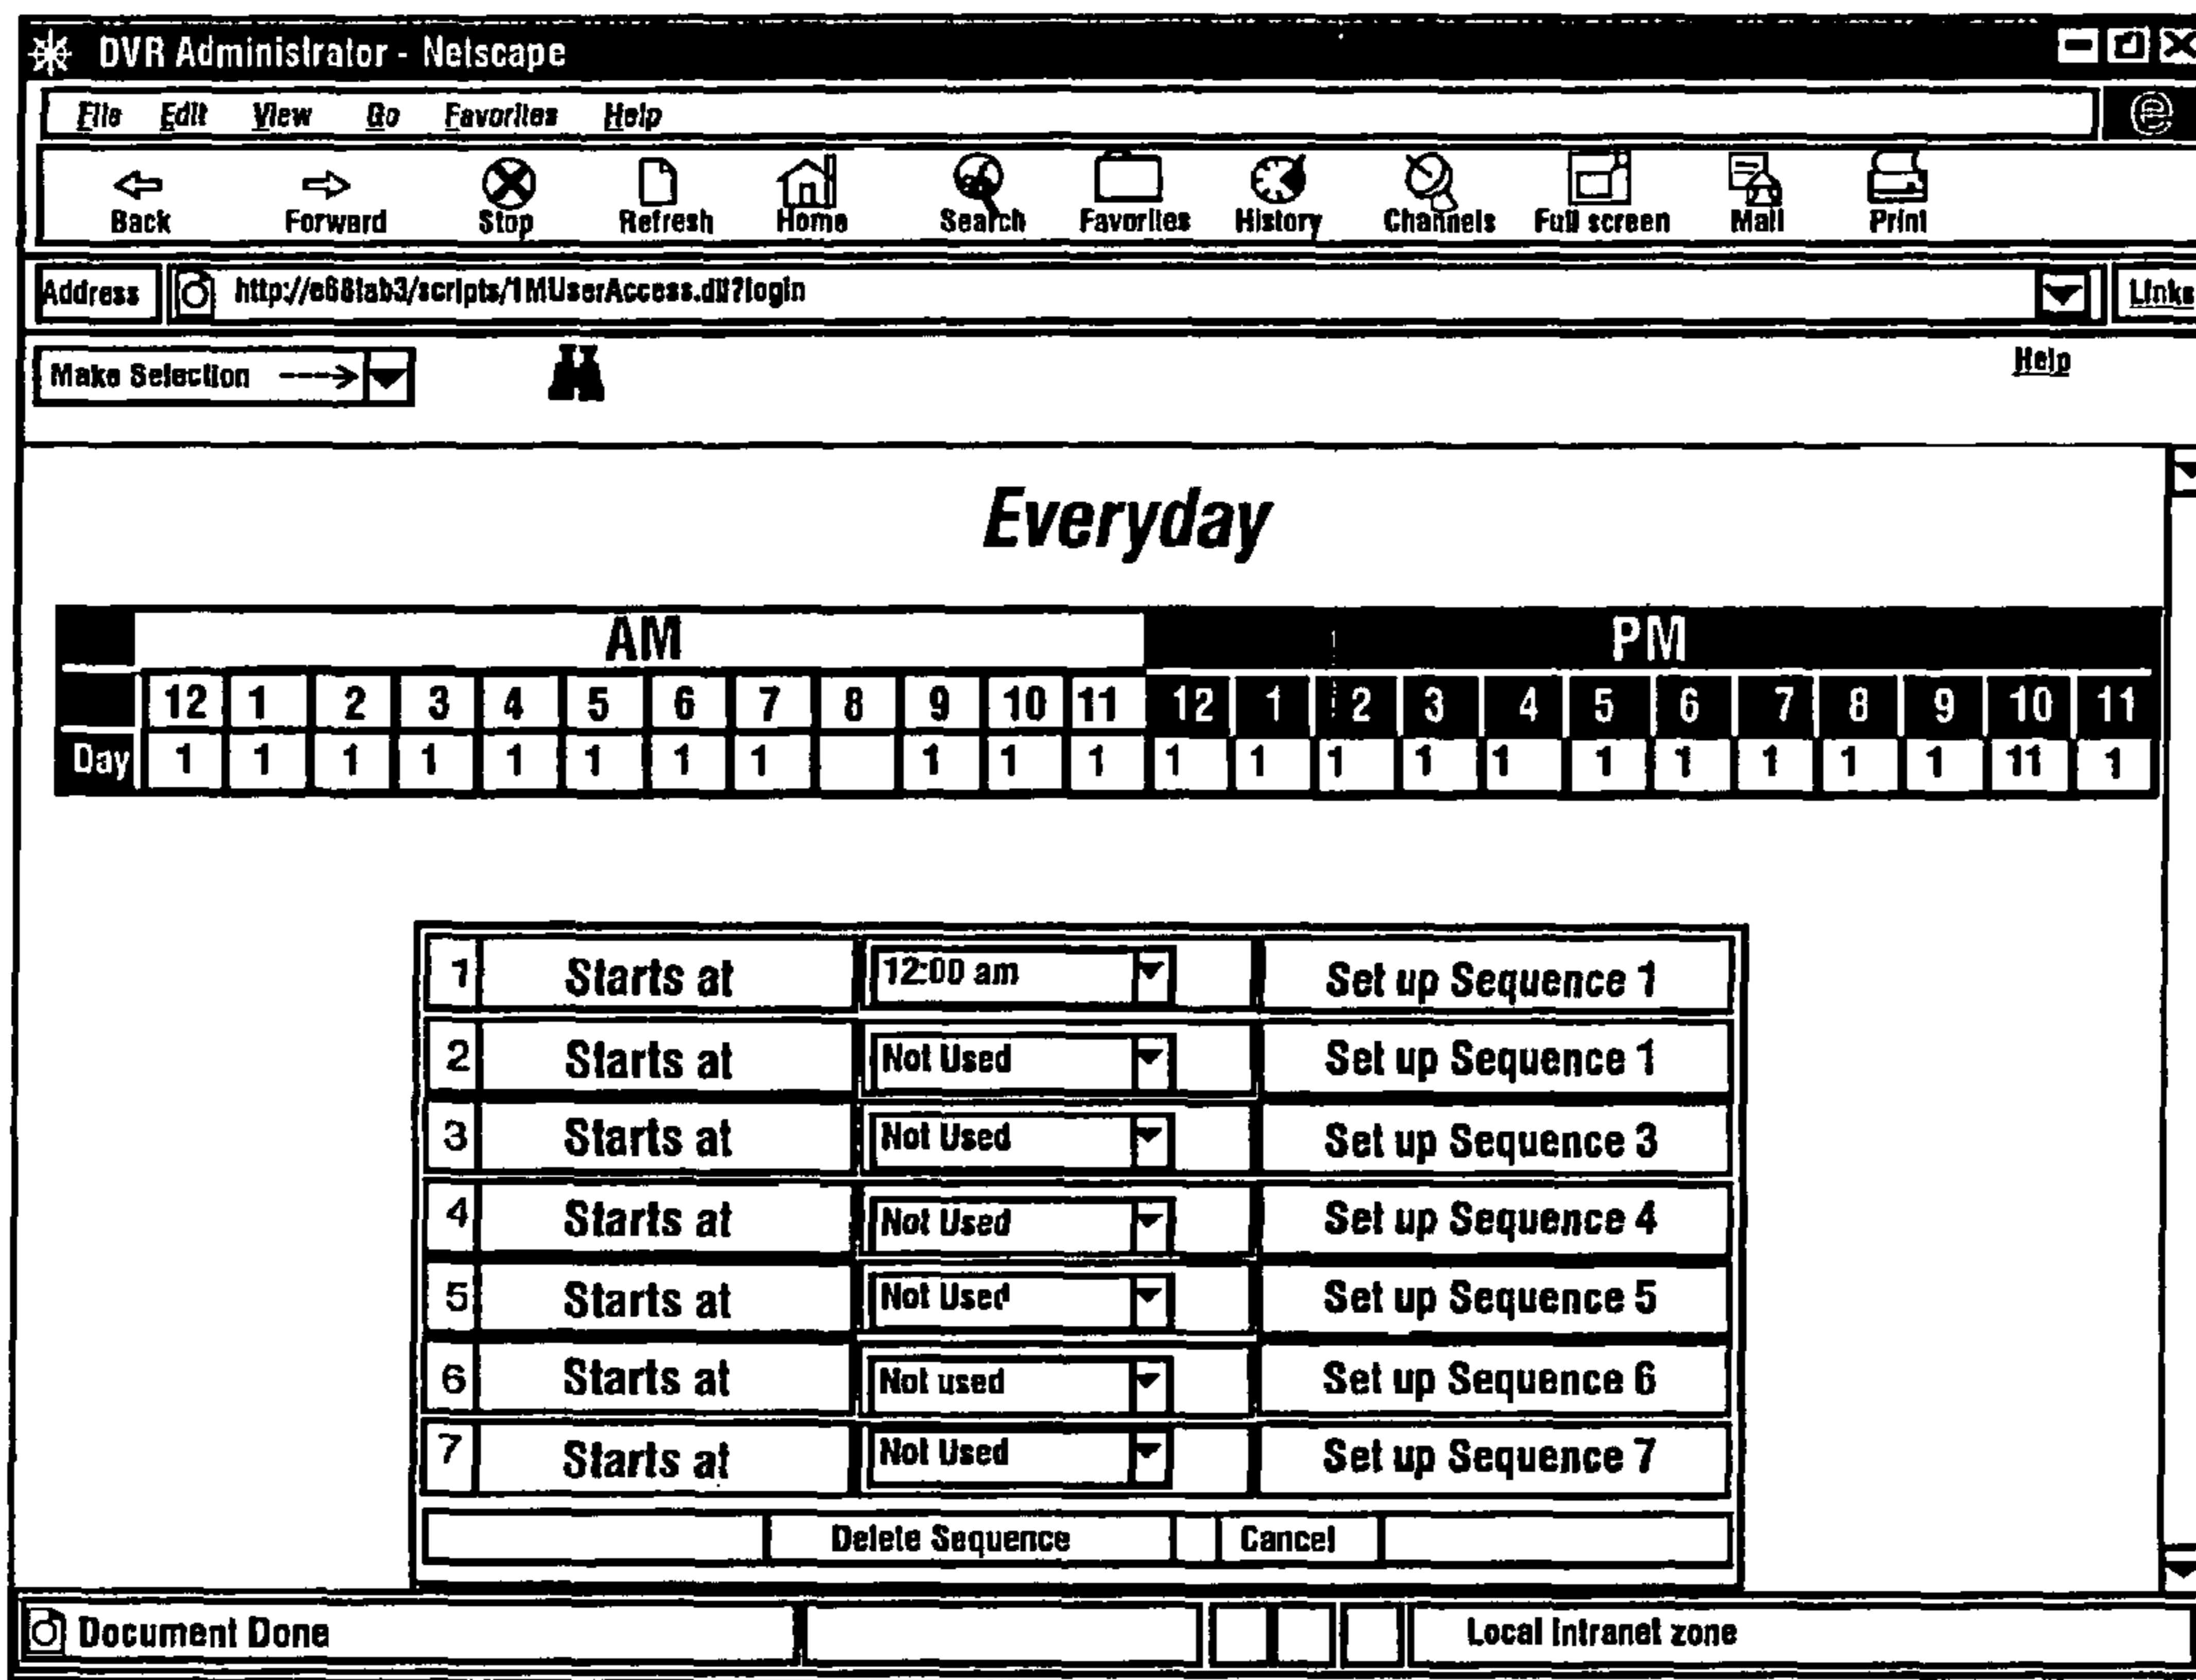 DVR Administrator - Netscape
File Edit View Go Favorites Help
Back Forward Stop Refresh Home Search Favorites History Channels Full screen Mail Print
Address http://e68lab3/scripts/1MUserAccess.dll?login Links
Make Selection ---> Help
Everyday
AM PM
12 1 2 3 4 5 6 7 8 9 10 11 12 1 2 3 4 5 6 7 8 9 10 11
Day 1 1 1 1 1 1 1 1 1 1 1 1 1 1 1 1 1 1 1 1 1 11 1
1 Starts at 12:00 am Set up Sequence 1
2 Starts at Not Used Set up Sequence 1
3 Starts at Not Used Set up Sequence 3
4 Starts at Not Used Set up Sequence 4
5 Starts at Not Used Set up Sequence 5
6 Starts at Not used Set up Sequence 6
7 Starts at Not Used Set up Sequence 7
Delete Sequence Cancel
Document Done Local Intranet zone